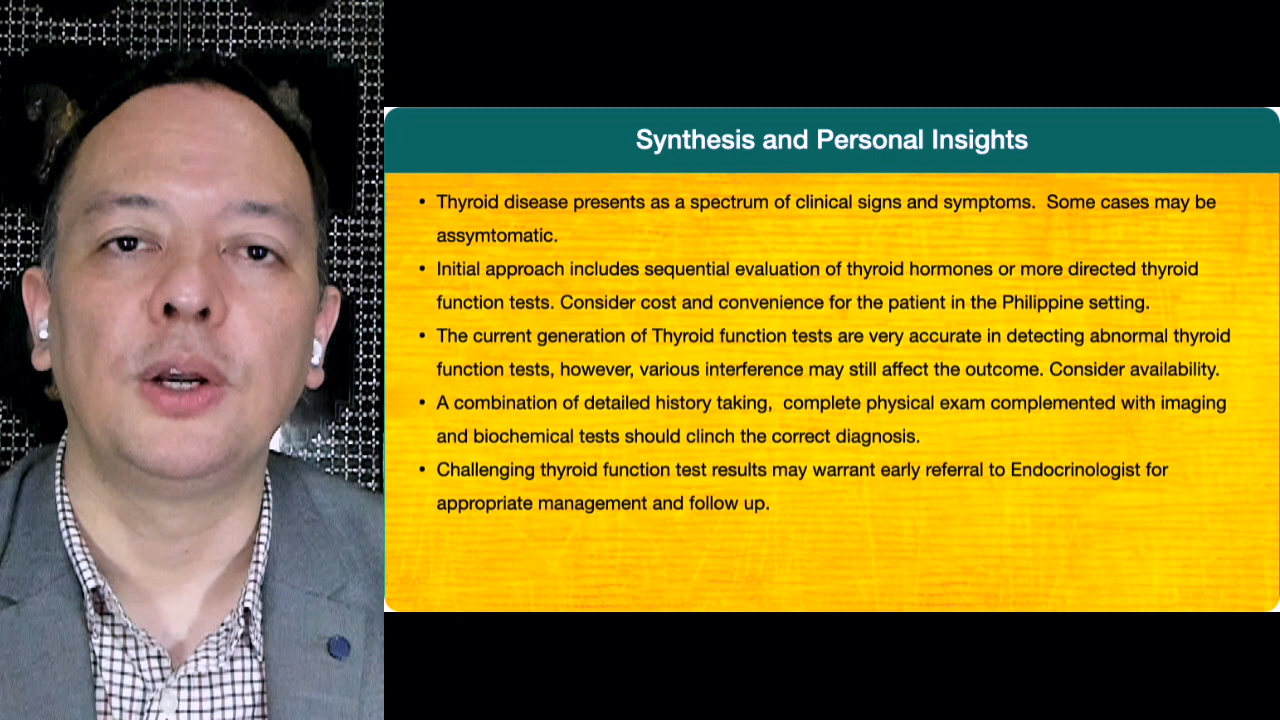 Synthesis and Personal Insights
• Thyroid disease presents as a spectrum of clinical signs and symptoms.  Some cases may be
assymtomatic.
• Initial approach includes sequential evaluation of thyroid hormones or more directed thyroid
function tests. Consider cost and convenience for the patient in the Philippine setting.
• The current generation of Thyroid function tests are very accurate in detecting abnormal thyroid
function tests, however, various interference may still affect the outcome. Consider availability.
• A combination of detailed history taking,  complete physical exam complemented with imaging
and biochemical tests should clinch the correct diagnosis.
• Challenging thyroid function test results may warrant early referral to Endocrinologist for
appropriate management and follow up.